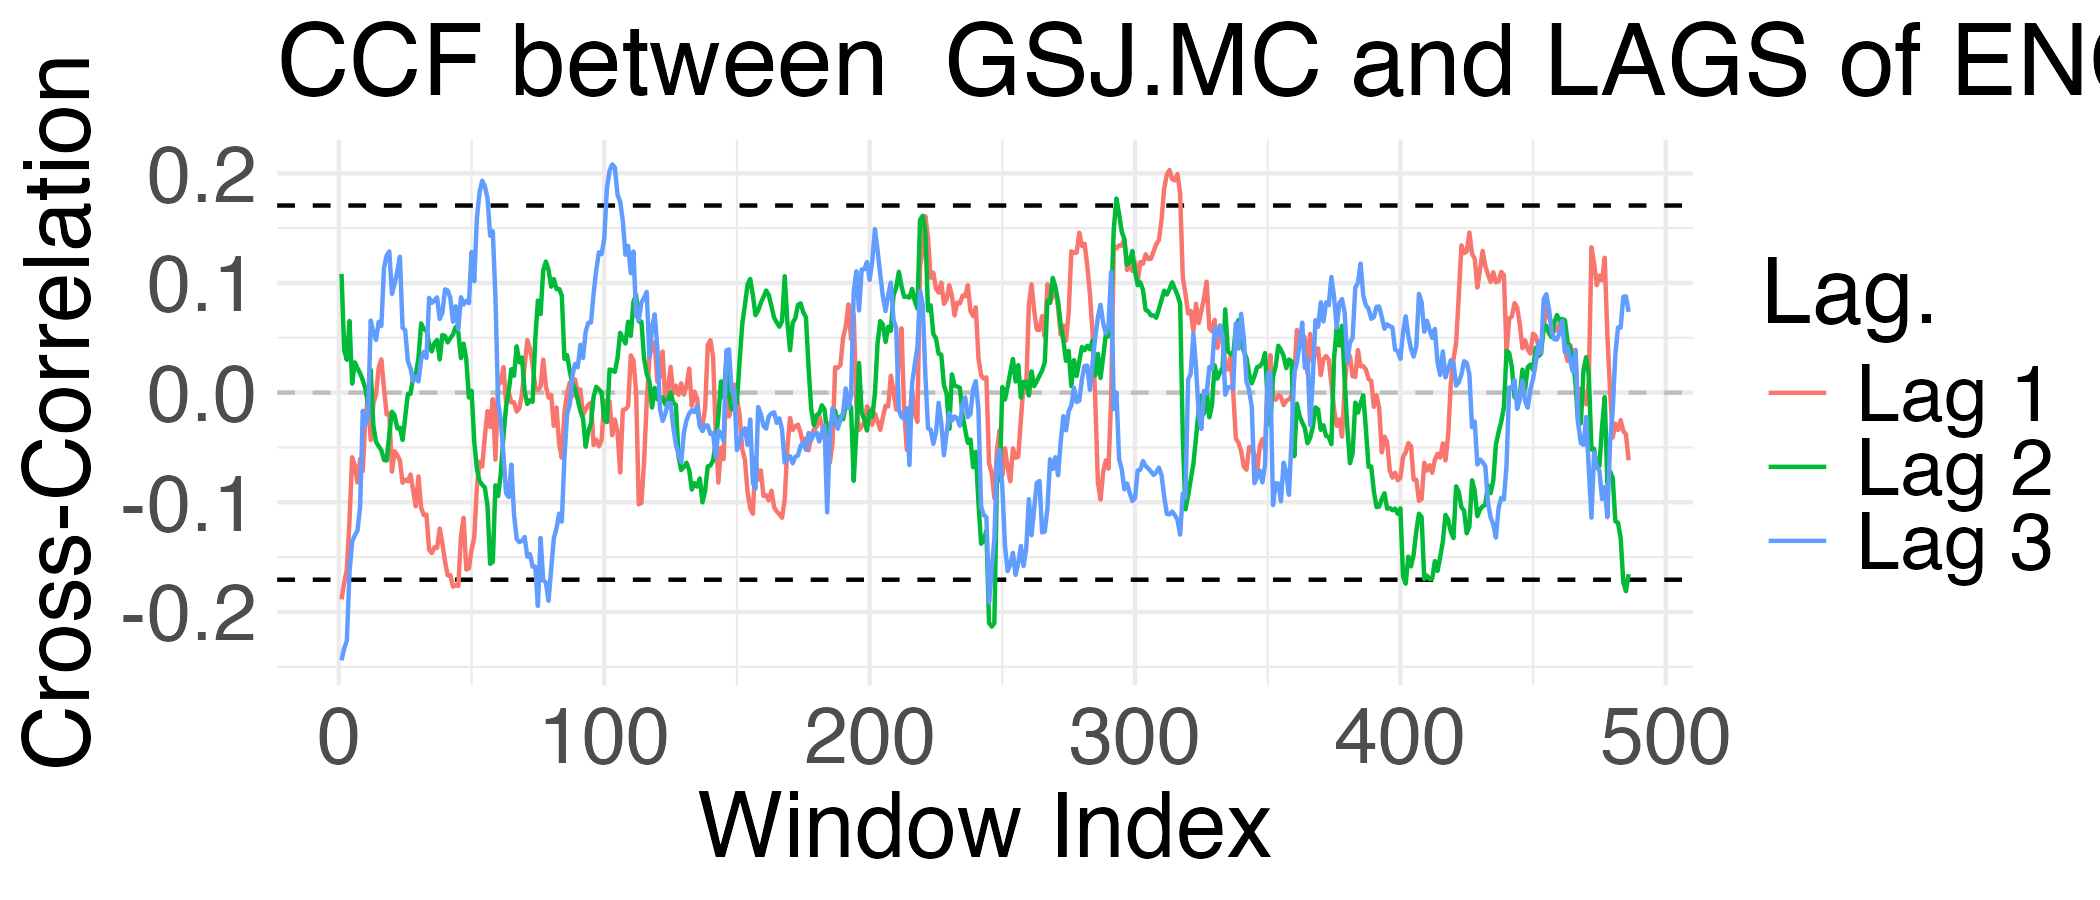 CCF between  GSJ.MC and LAGS of EN
Cross-Correlation
0.2
0.1
0.0
-0.1
-0.2
0
100
200
300
400
500
Window Index
Lag.
Lag 1
Lag 2
Lag 3